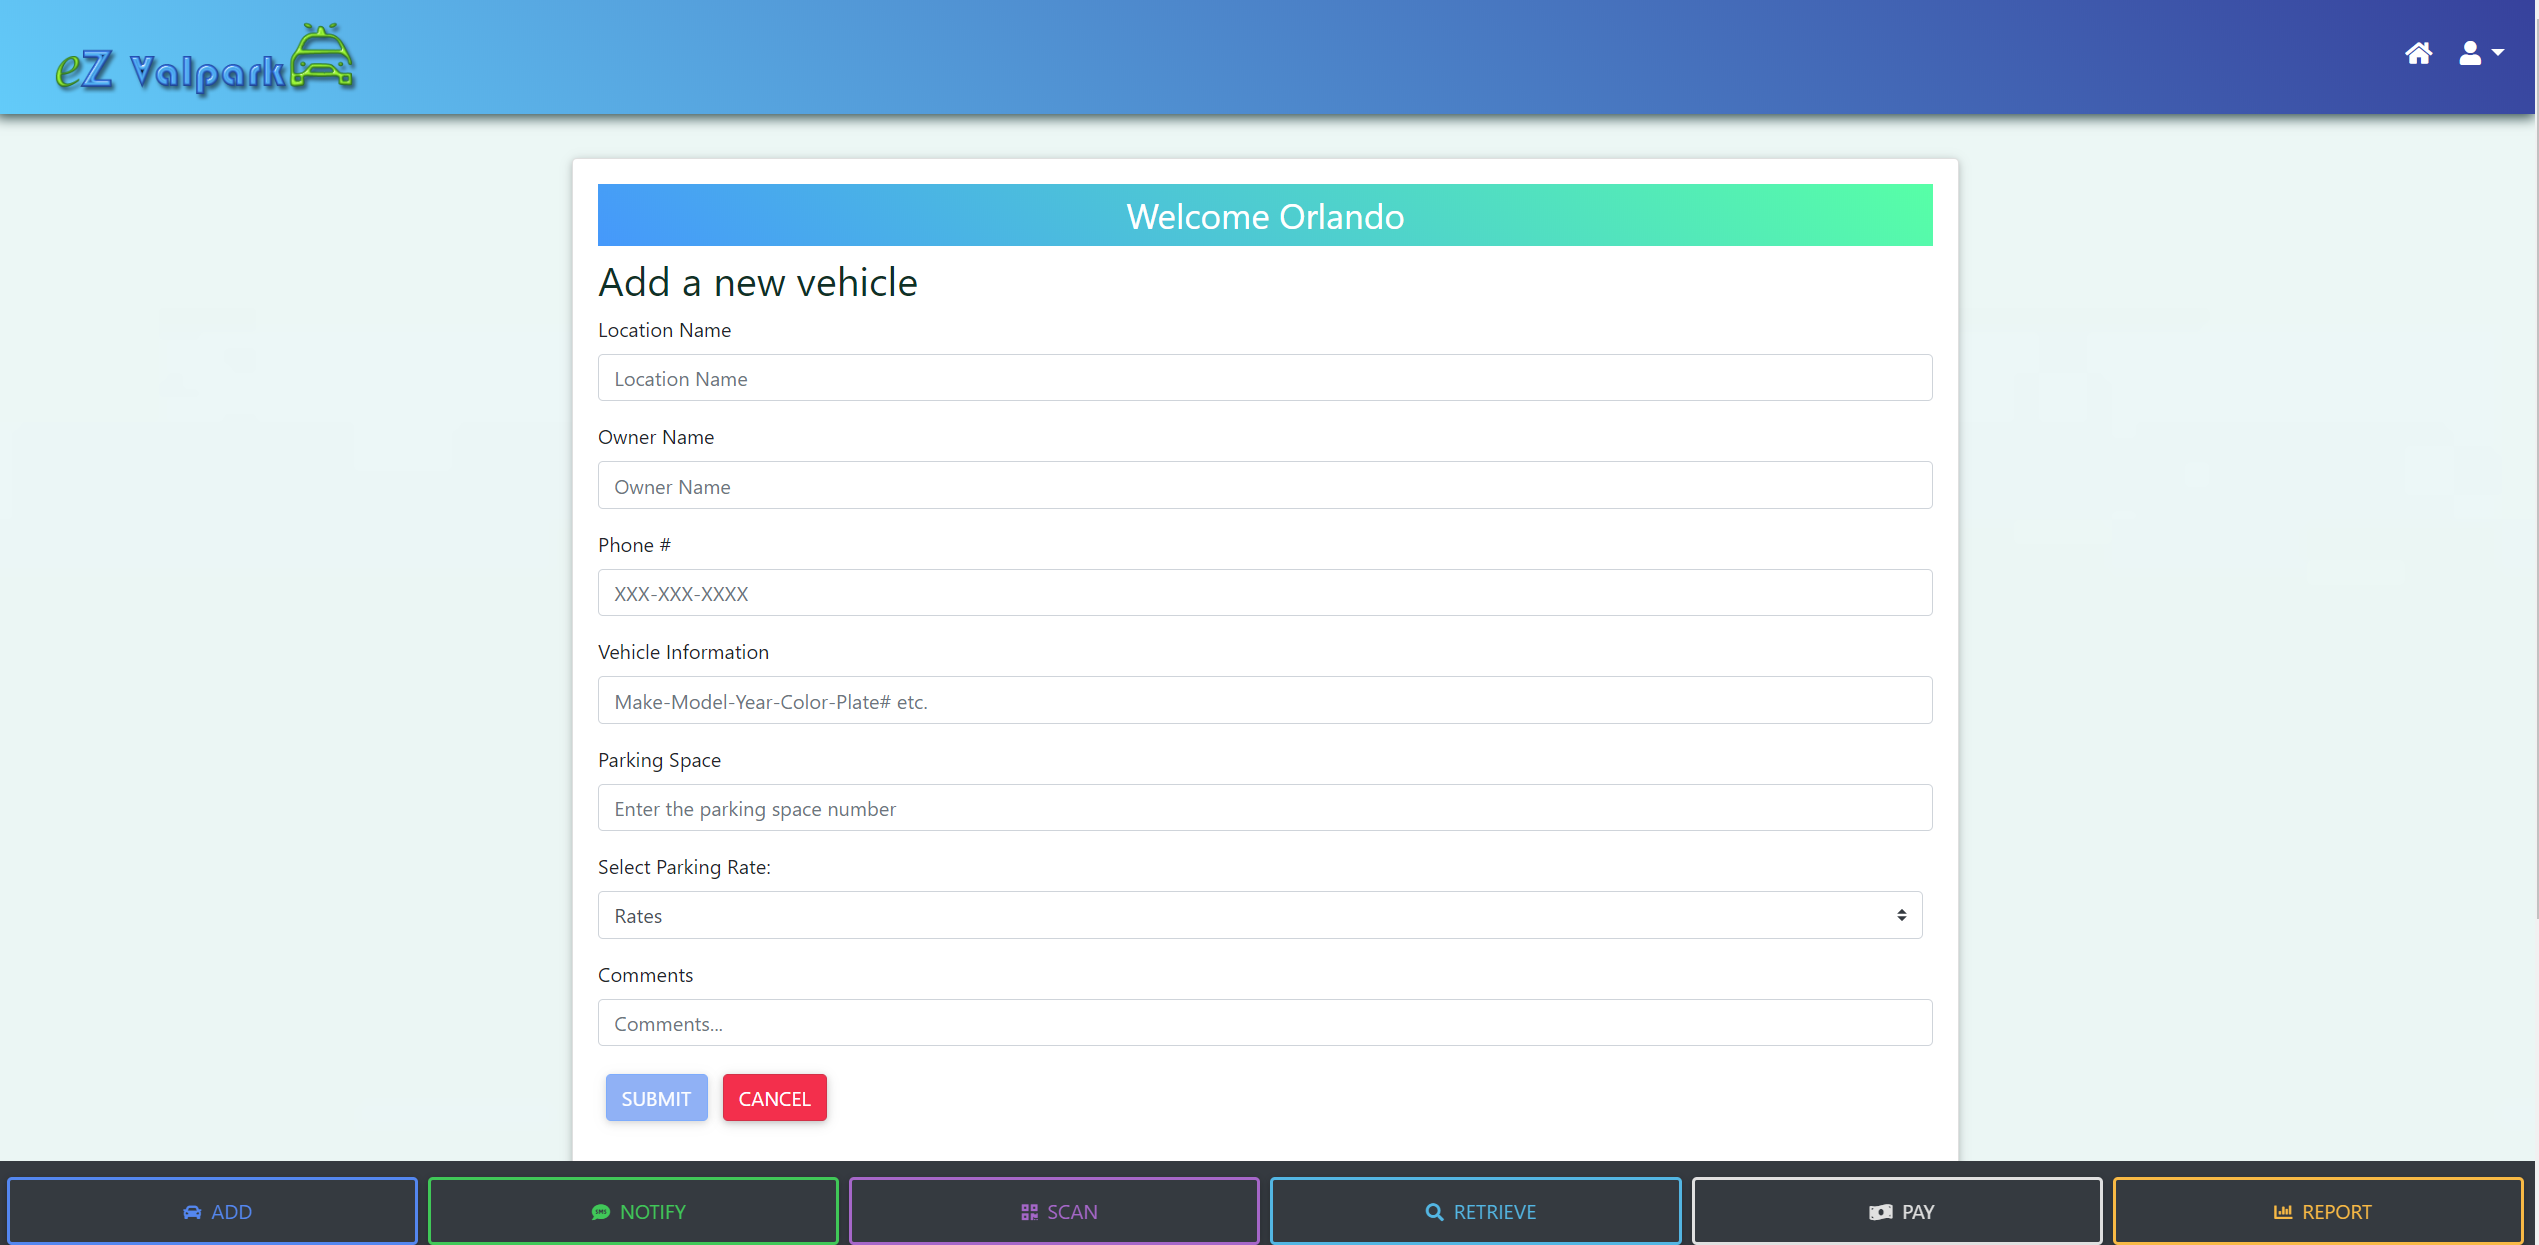 eZ Valpark
Welcome Orlando
Add a new vehicle
Location Name
Location Name
Owner Name
Owner Name
Phone #
XXX-XXX-XXXX
Vehicle Information
Make-Model-Year-Color-Plate# etc.
Parking Space
Enter the parking space number
Select Parking Rate:
Rates
Comments
Comments...
SUBMIT CANCEL
ADD SMS NOTIFY SCAN RETRIEVE PAY REPORT